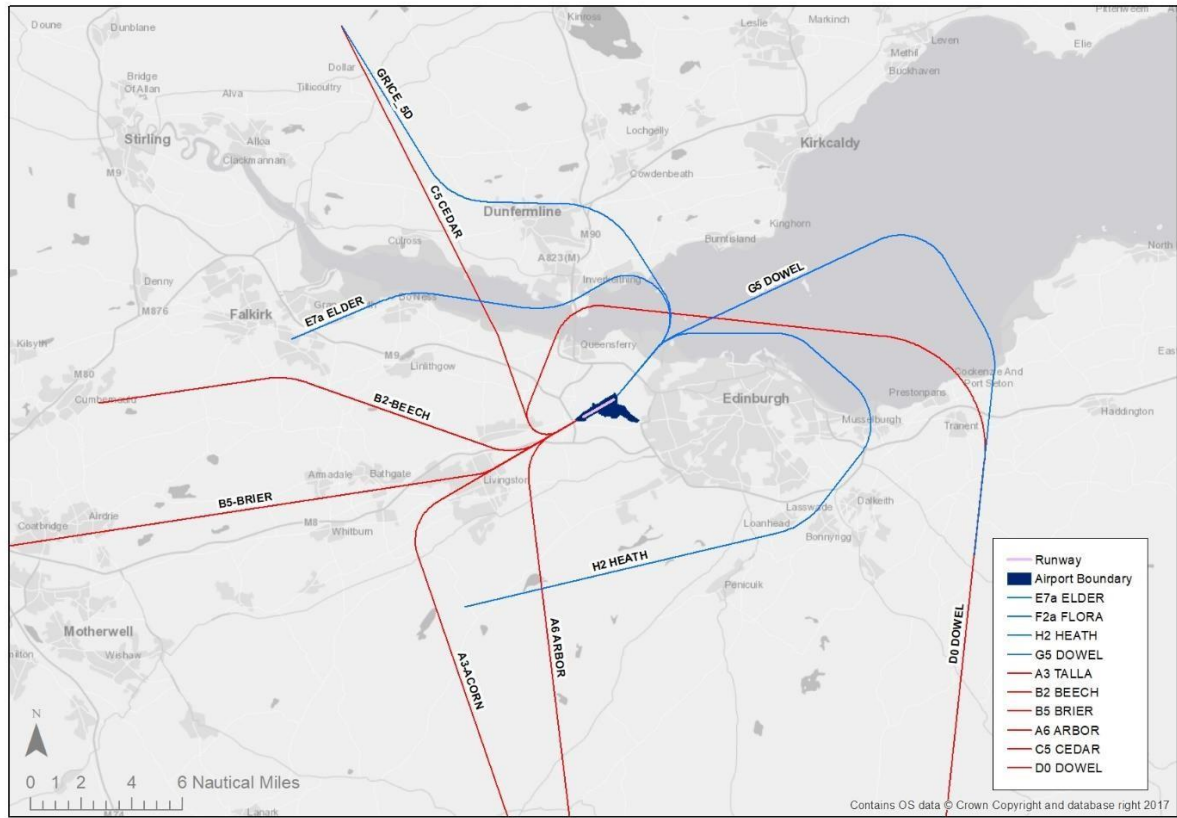 Doune
Dunblane
Kinross
Leslie
Markinch
Pittenweem
Leven
Methil
Elie
Buckhaven
Dollar
Tillicoultry
Bridge
Of Allan
Alva
GRICE_5D
Lochgelly
Stirling
Alloa
Clackmannan
Kirkcaldy
Cowdenbeath
M9
C5 CEDAR
Dunfermline
Kinghorn
M90
Burntisland
Culross
A823(M)
North
Inverkeithing
G5 DOWEL
Denny
M876
Falkirk
E7a ELDER
Queensferry
Kilsyth
M9
Linlithgow
Cockenzie And
Port Seton
East
M80
Cumbernauld
B2-BEECH
Edinburgh
Prestonpans
Haddington
Musselburgh
Tranent
Armadale
Bathgate
Livingston
B5-BRIER
Dalkeith
Airdrie
Coatbridge
M8
Whitburn
Lasswade
Loanhead
Bonnyrigg
H2 HEATH
Penicuik
Motherwell
Wishaw
A3-ACORN
A6 ARBOR
D0 DOWEL
Runway
Airport Boundary
E7a ELDER
F2a FLORA
H2 HEATH
G5 DOWEL
A3 TALLA
B2 BEECH
B5 BRIER
A6 ARBOR
C5 CEDAR
D0 DOWEL
N
0 1 2 4 6 Nautical Miles
Lanark
M74
Contains OS data © Crown Copyright and database right 2017